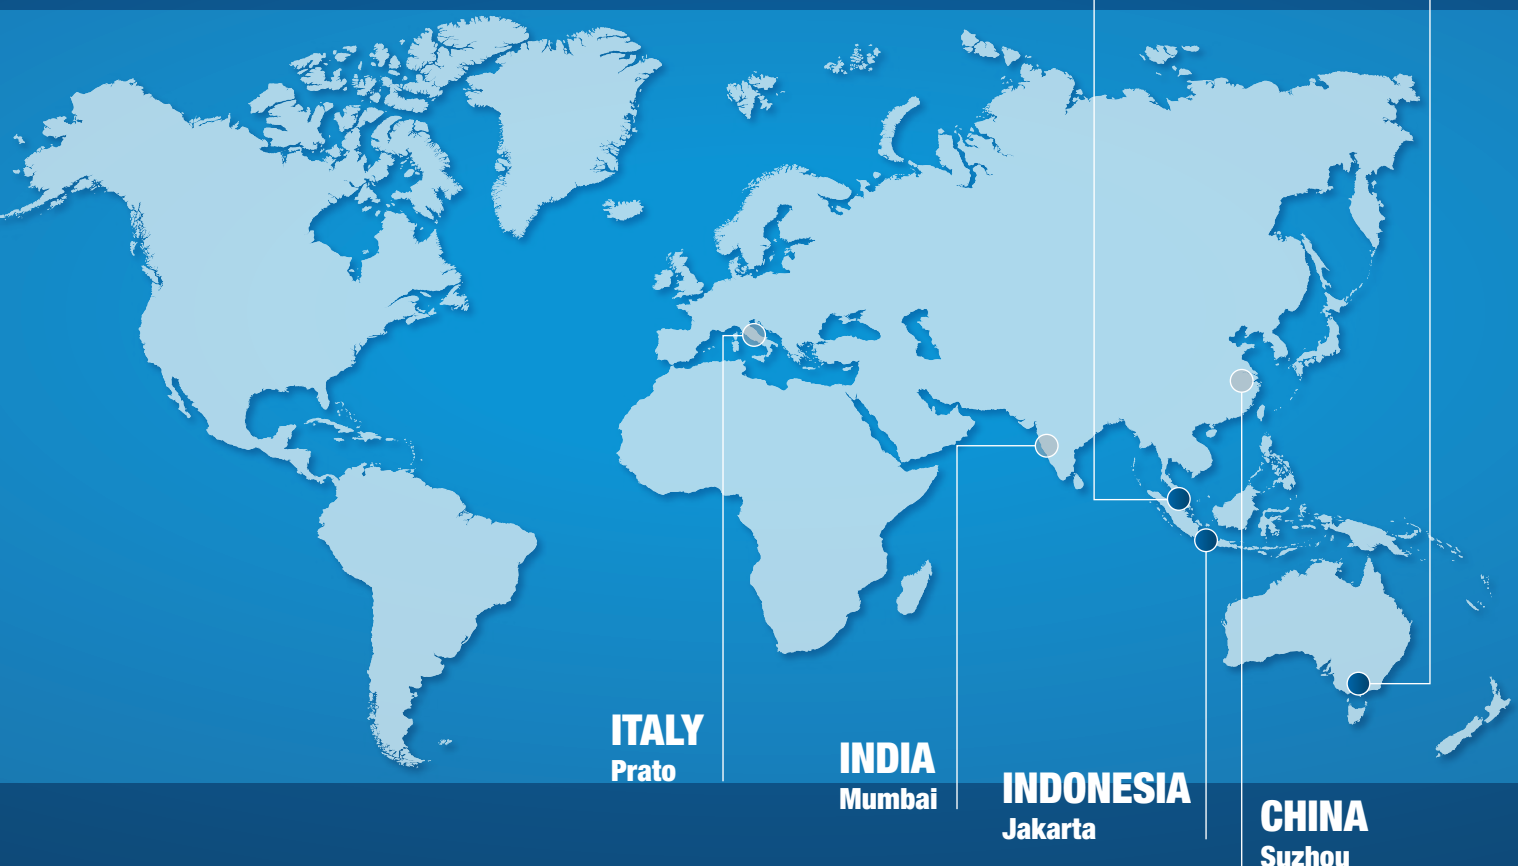 ITALY
Prato
INDIA
Mumbai
INDONESIA
Jakarta
CHINA
Suzhou